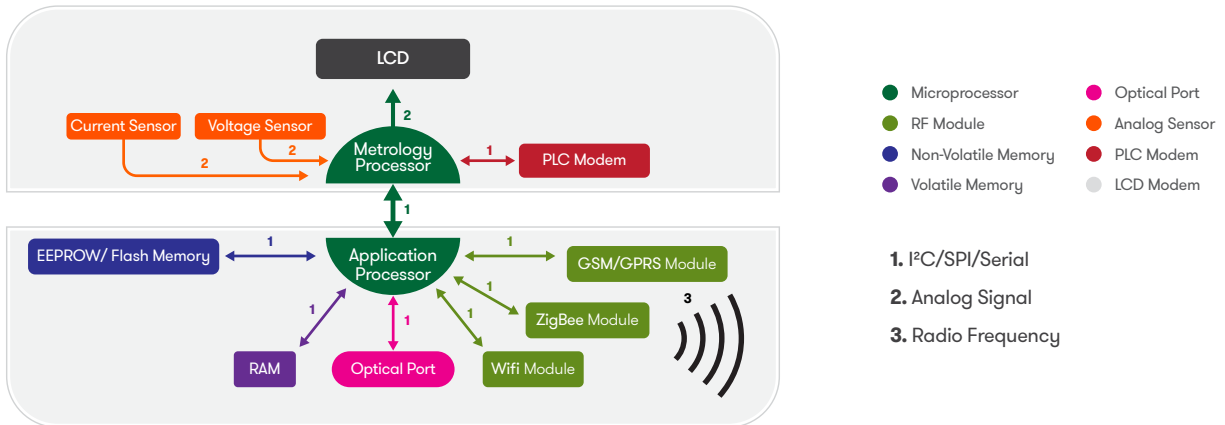 LCD
2
Current Sensor
Voltage Sensor
2
2
Metrology
Processor
1
PLC Modem
1
EEPROW/ Flash Memory
1
Application
Processor
1
GSM/GPRS Module
1
ZigBee Module
1
Wifi Module
1
Optical Port
1
RAM
3
Microprocessor
RF Module
Non-Volatile Memory
Volatile Memory
Optical Port
Analog Sensor
PLC Modem
LCD Modem
1. I²C/SPI/Serial
2. Analog Signal
3. Radio Frequency